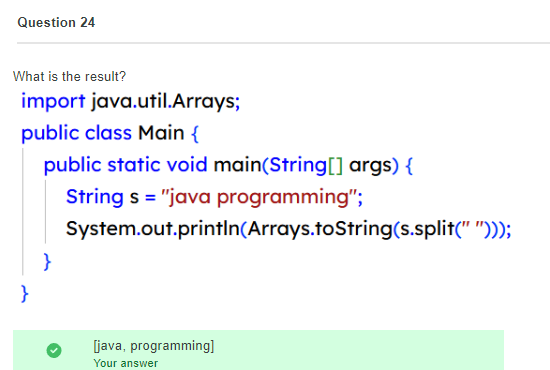 Question 24
What is the result?
import java.util.Arrays;
public class Main {
public static void main(String[] args) {
String s = "java programming";
System.out.println(Arrays.toString(s.split(" ")));
}
}
[java, programming]
Your answer